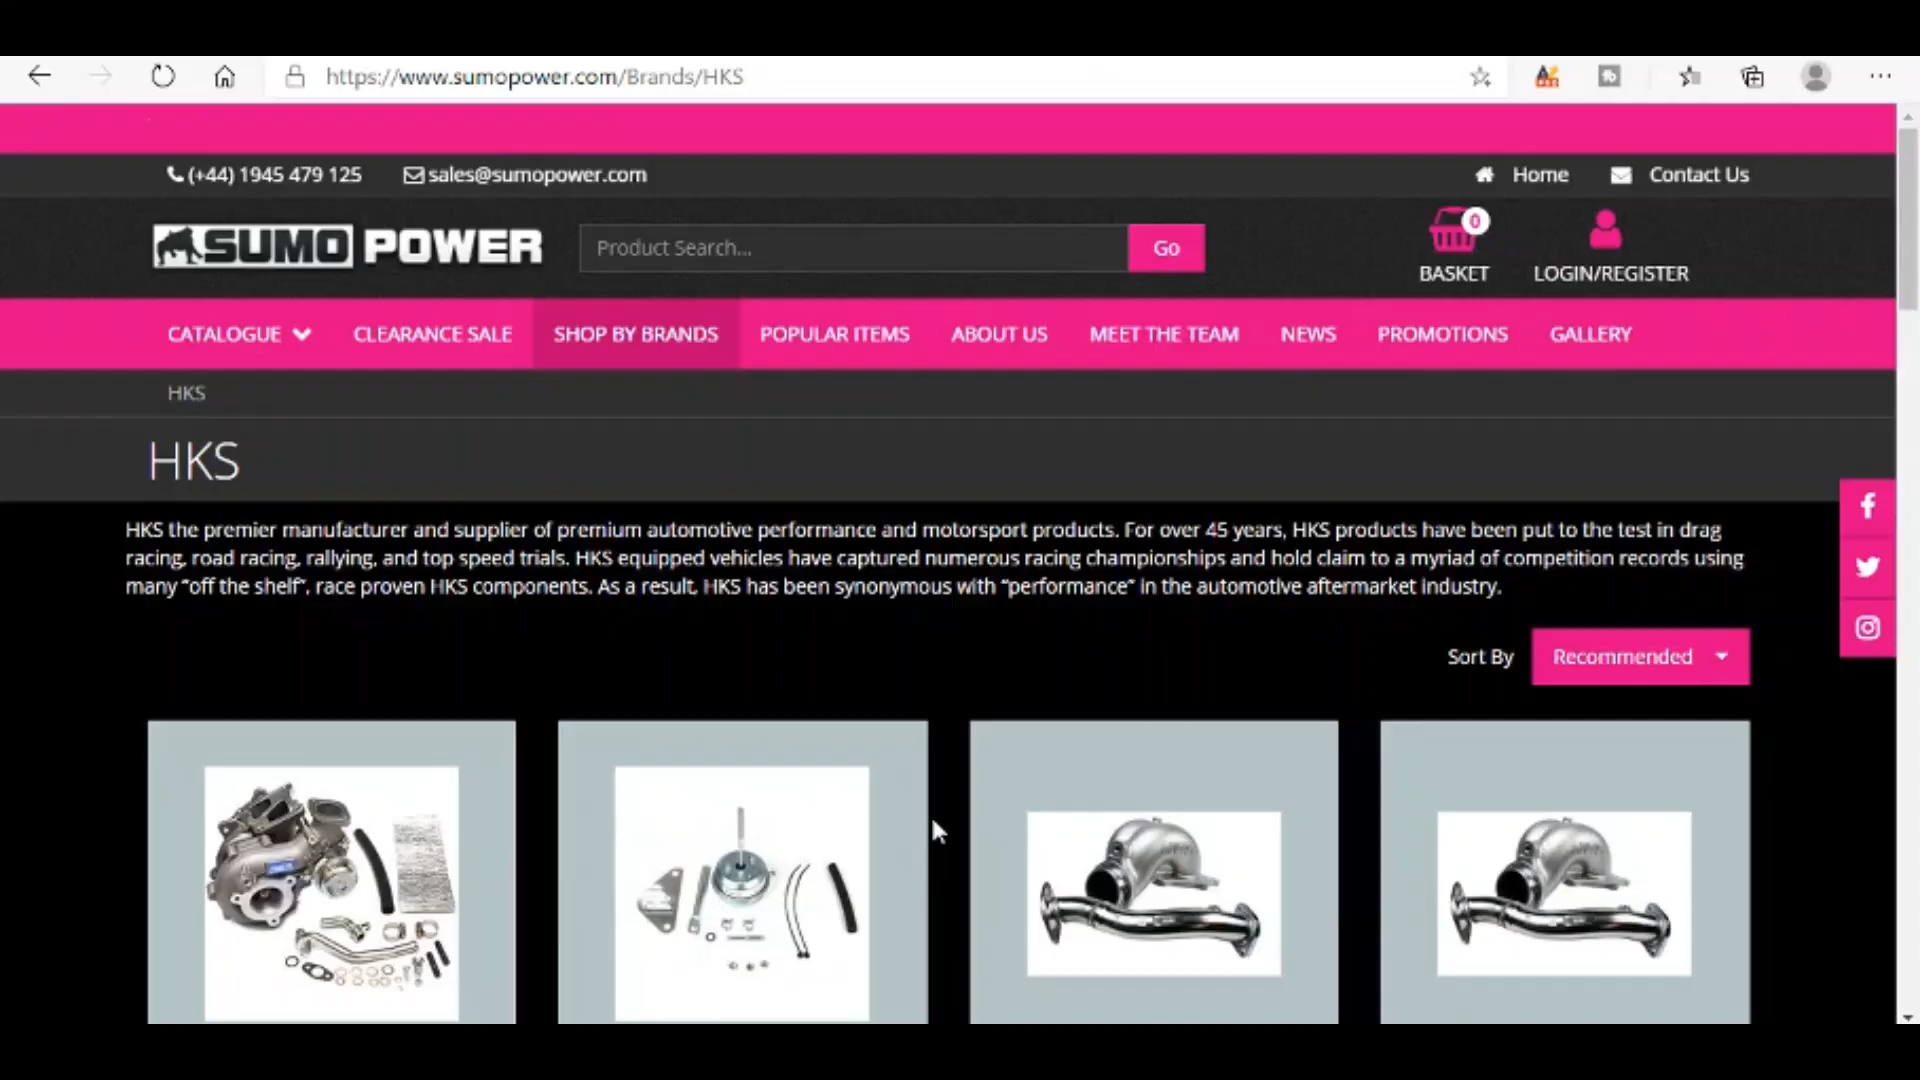 https://www.sumopower.com/Brands/HKS
(+44) 1945 479 125 sales@sumopower.com Home Contact Us
SUMO POWER Product Search... Go 0
BASKET LOGIN/REGISTER
CATALOGUE CLEARANCE SALE SHOP BY BRANDS POPULAR ITEMS ABOUT US MEET THE TEAM NEWS PROMOTIONS GALLERY
HKS
HKS
HKS the premier manufacturer and supplier of premium automotive performance and motorsport products. For over 45 years, HKS products have been put to the test in drag
racing, road racing, rallying, and top speed trials. HKS equipped vehicles have captured numerous racing championships and hold claim to a myriad of competition records using
many “off the shelf”, race proven HKS components. As a result, HKS has been synonymous with “performance” in the automotive aftermarket industry.
Sort By Recommended